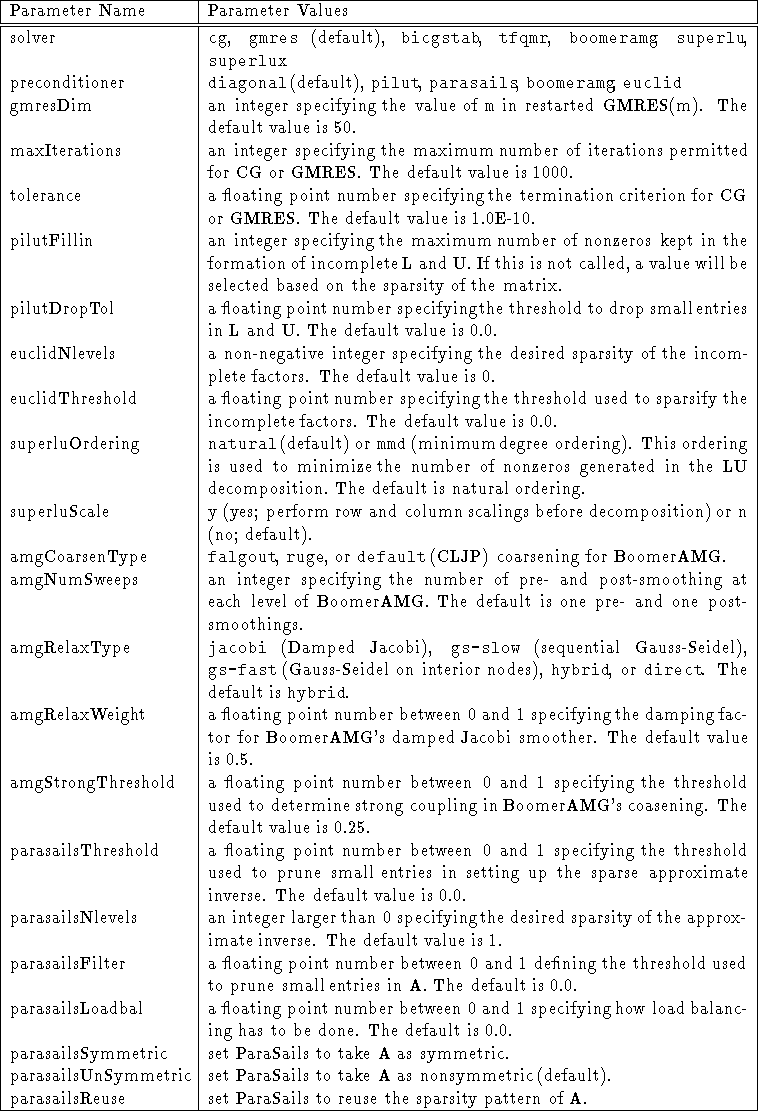 Parameter Name Parameter Values
solver cg, gmres (default), bicgstab, tfqmr, boomeramg superlu,
superlux
preconditioner diagonal (default), pilut, parasails, boomeramg, euclid
gmresDim an integer specifying the value of m in restarted GMRES(m). The
default value is 50.
maxIterations an integer specifying the maximum number of iterations permitted
for CG or GMRES. The default value is 1000.
tolerance a floating point number specifying the termination criterion for CG
or GMRES. The default value is 1.0E-10.
pilutFillin an integer specifying the maximum number of nonzeros kept in the
formation of incomplete L and U. If this is not called, a value will be
selected based on the sparsity of the matrix.
pilutDropTol a floating point number specifying the threshold to drop small entries
in L and U. The default value is 0.0.
euclidNlevels a non-negative integer specifying the desired sparsity of the incom-
plete factors. The default value is 0.
euclidThreshold a floating point number specifying the threshold used to sparsify the
incomplete factors. The default value is 0.0.
superluOrdering natural (default) or mmd (minimum degree ordering). This ordering
is used to minimize the number of nonzeros generated in the LU
decomposition. The default is natural ordering.
superluScale y (yes; perform row and column scalings before decomposition) or n
(no; default).
amgCoarsenType falgout, ruge, or default (CLJP) coarsening for BoomerAMG.
amgNumSweeps an integer specifying the number of pre- and post-smoothing at
each level of BoomerAMG. The default is one pre- and one post-
smoothings.
amgRelaxType jacobi (Damped Jacobi), gs-slow (sequential Gauss-Seidel),
gs-fast (Gauss-Seidel on interior nodes), hybrid, or direct. The
default is hybrid.
amgRelaxWeight a floating point number between 0 and 1 specifying the damping fac-
tor for BoomerAMG's damped Jacobi smoother. The default value
is 0.5.
amgStrongThreshold a floating point number between 0 and 1 specifying the threshold
used to determine strong coupling in BoomerAMG's coasening. The
default value is 0.25.
parasailsThreshold a floating point number between 0 and 1 specifying the threshold
used to prune small entries in setting up the sparse approximate
inverse. The default value is 0.0.
parasailsNlevels an integer larger than 0 specifying the desired sparsity of the approx-
imate inverse. The default value is 1.
parasailsFilter a floating point number between 0 and 1 defining the threshold used
to prune small entries in A. The default is 0.0.
parasailsLoadbal a floating point number between 0 and 1 specifying how load balanc-
ing has to be done. The default is 0.0.
parasailsSymmetric set ParaSails to take A as symmetric.
parasailsUnSymmetric set ParaSails to take A as nonsymmetric (default).
parasailsReuse set ParaSails to reuse the sparsity pattern of A.